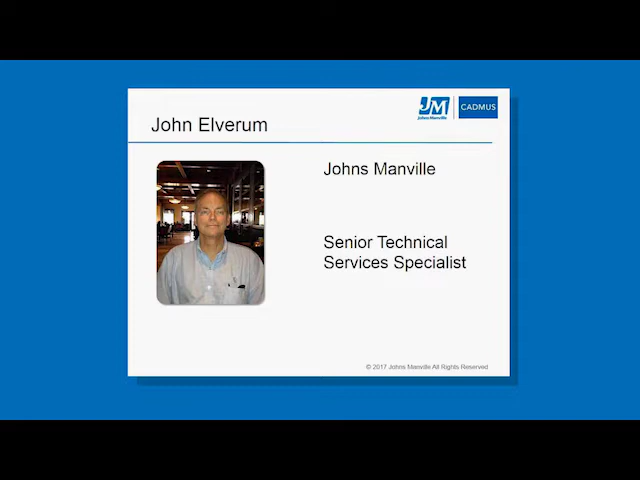 JM
Johns Manville
CADMUS
John Elverum
Johns Manville
Senior Technical
Services Specialist
© 2017 Johns Manville All Rights Reserved